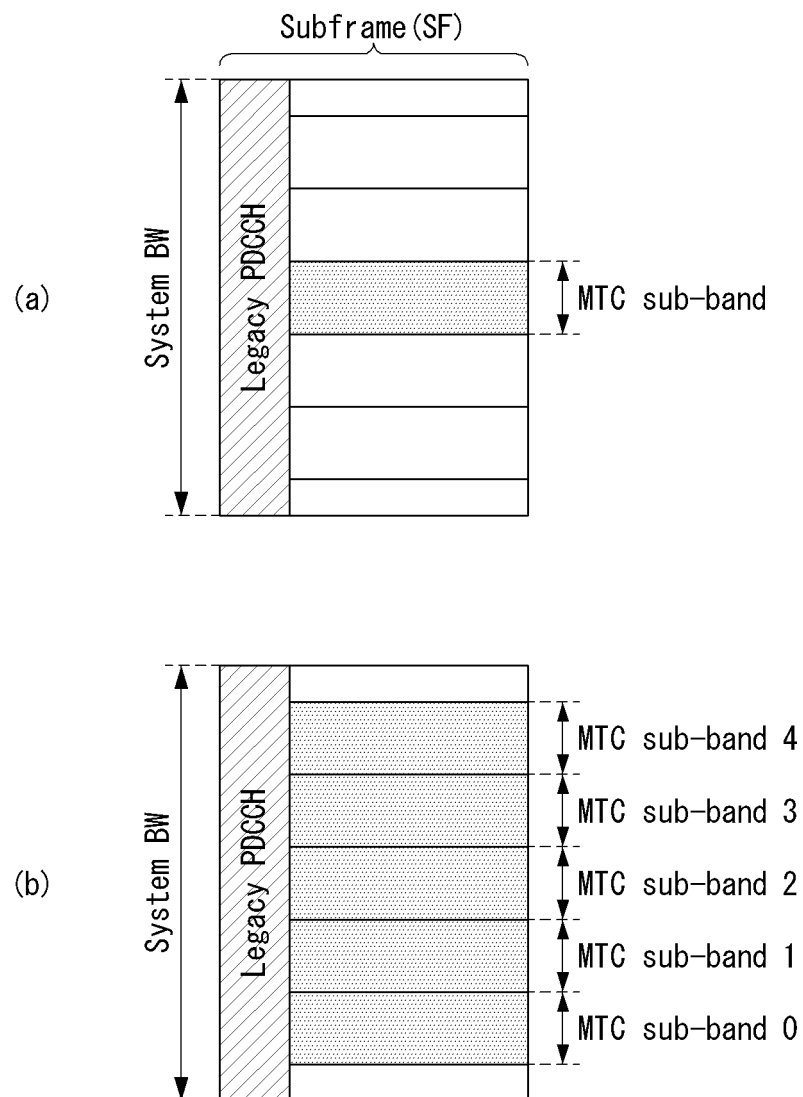 Subframe(SF)
(a)
System BW
Legacy PDCCH
MTC sub-band
(b)
System BW
Legacy PDCCH
MTC sub-band 4
MTC sub-band 3
MTC sub-band 2
MTC sub-band 1
MTC sub-band 0